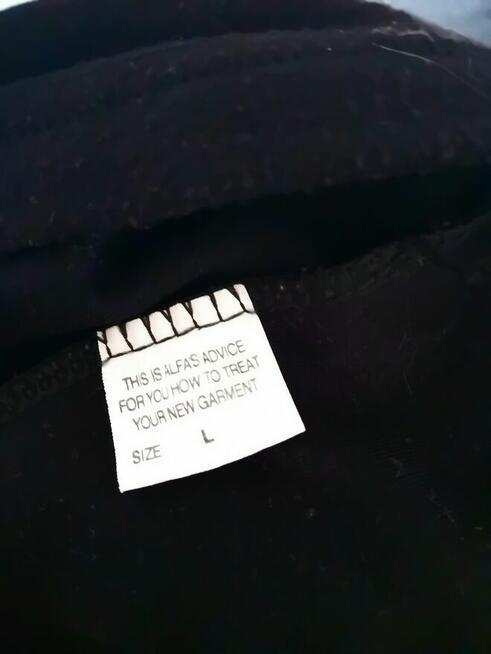 THIS IS ALFA'S ADVICE
FOR YOU HOW TO TREAT
YOUR NEW GARMENT
SIZE L